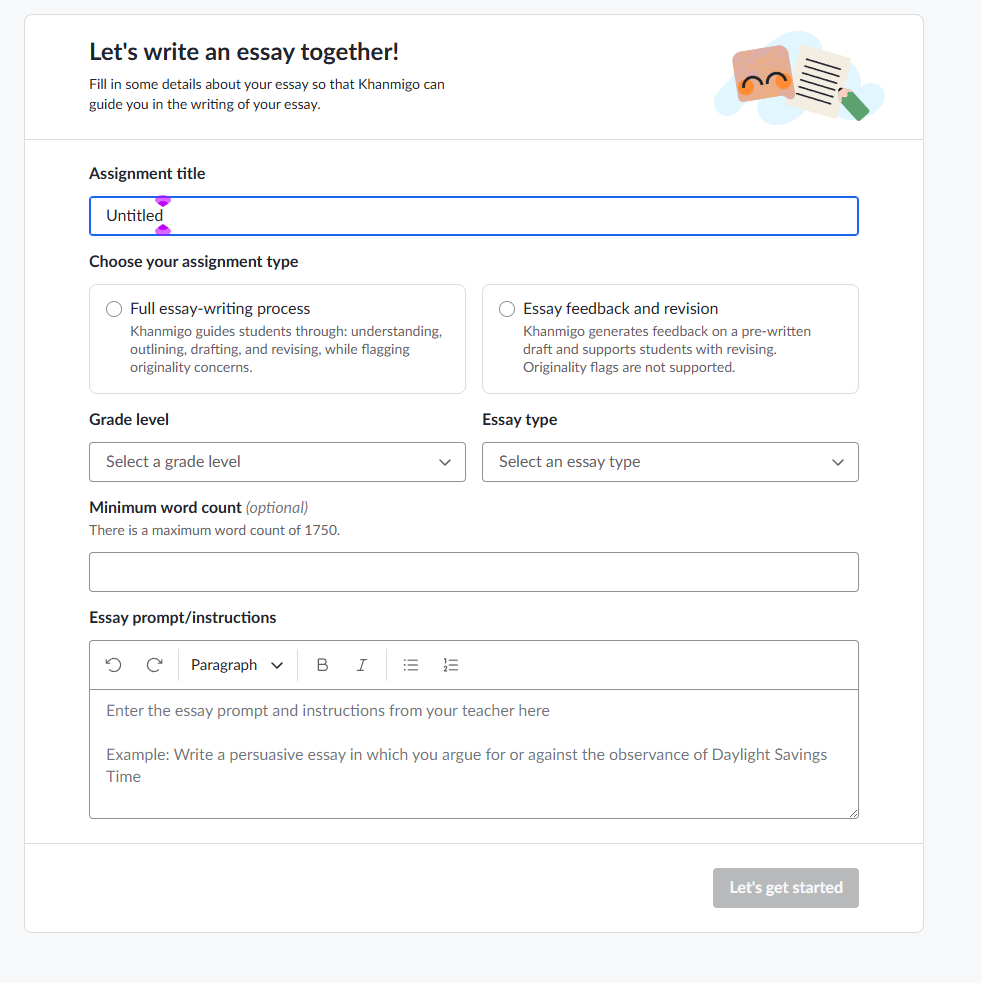 Let's write an essay together!
Fill in some details about your essay so that Khanmigo can
guide you in the writing of your essay.
Assignment title
Untitled
Choose your assignment type
Full essay-writing process
Khanmigo guides students through: understanding,
outlining, drafting, and revising, while flagging
originality concerns.
Essay feedback and revision
Khanmigo generates feedback on a pre-written
draft and supports students with revising.
Originality flags are not supported.
Grade level
Select a grade level
Essay type
Select an essay type
Minimum word count (optional)
There is a maximum word count of 1750.
Essay prompt/instructions
Paragraph
B
I
Enter the essay prompt and instructions from your teacher here
Example: Write a persuasive essay in which you argue for or against the observance of Daylight Savings
Time
Let's get started